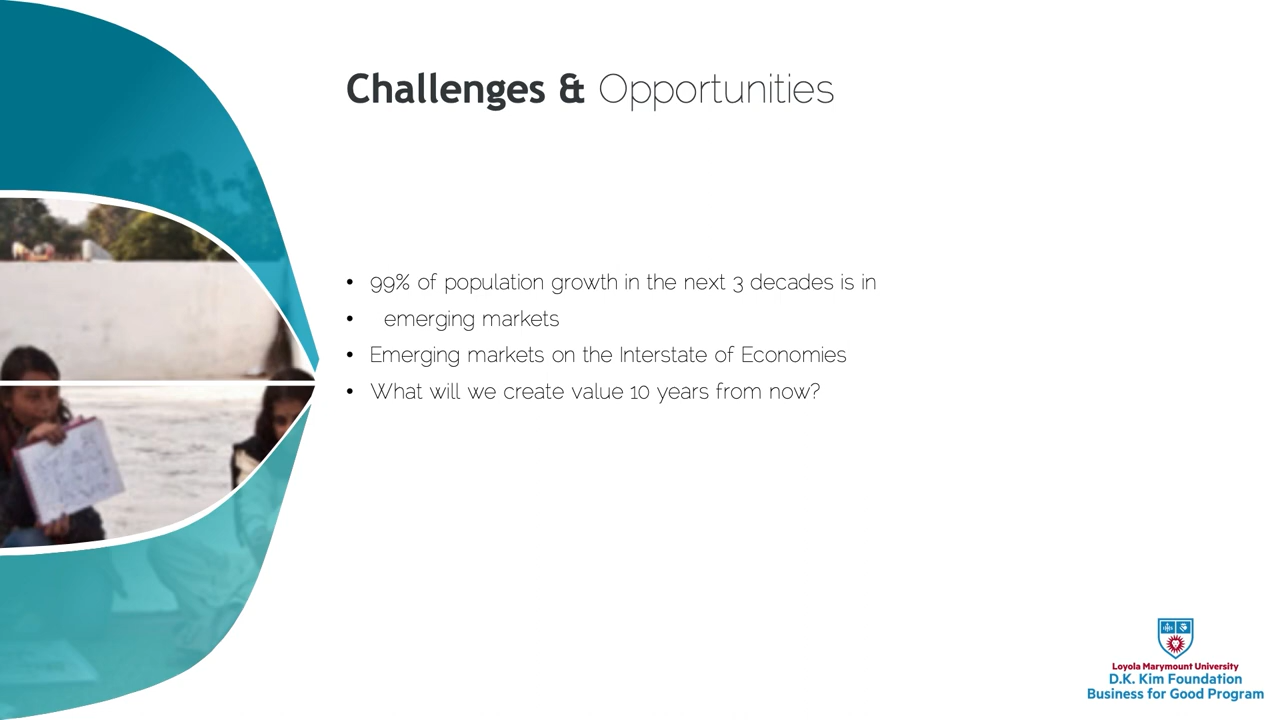 Challenges & Opportunities
• 99% of population growth in the next 3 decades is in
• emerging markets
• Emerging markets on the Interstate of Economies
• What will we create value 10 years from now?
Loyola Marymount University
D.K. Kim Foundation
Business for Good Program